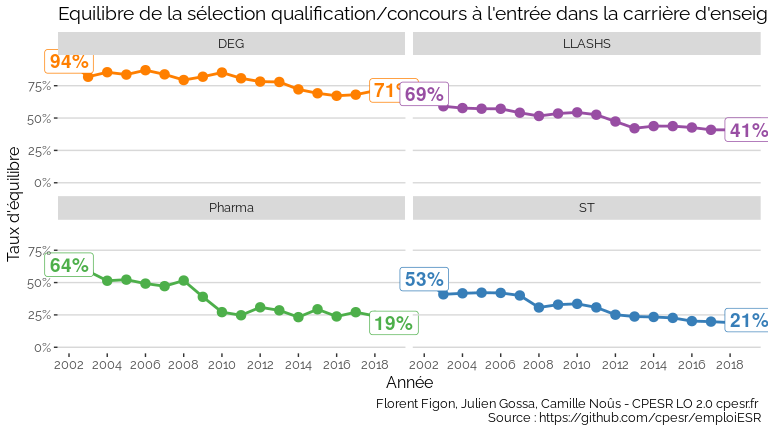 Equilibre de la sélection qualification/concours à l'entrée dans la carrière d'enseig
DEG
LLASHS
94%
71%
69%
41%
75%
50%
25%
0%
Pharma
ST
64%
19%
53%
21%
75%
50%
25%
0%
Taux d'équilibre
2002 2004 2006 2008 2010 2012 2014 2016 2018
2002 2004 2006 2008 2010 2012 2014 2016 2018
Année
Florent Figon, Julien Gossa, Camille Noûs - CPESR LO 2.0 cpesr.fr
Source : https://github.com/cpesr/emploiESR